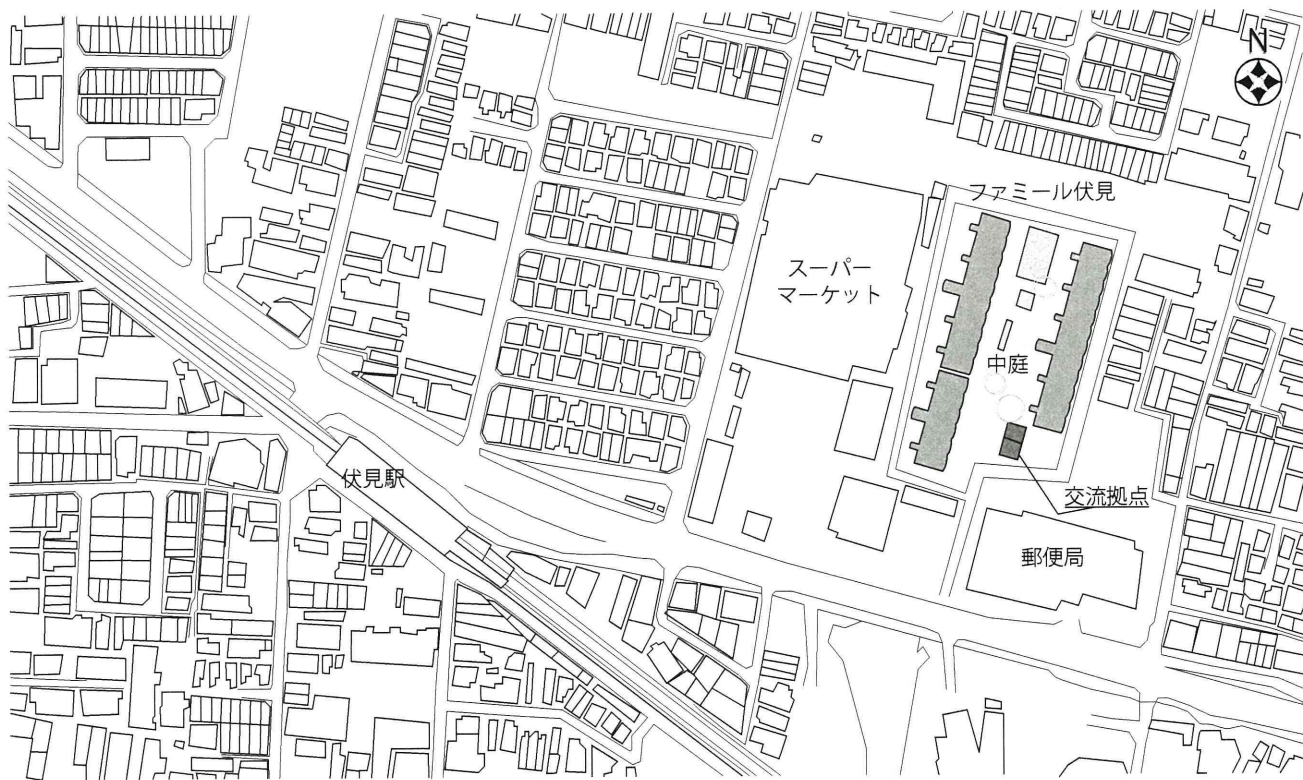 N
ファミール伏見
スーパー
マーケット
中庭
伏見駅
交流拠点
郵便局